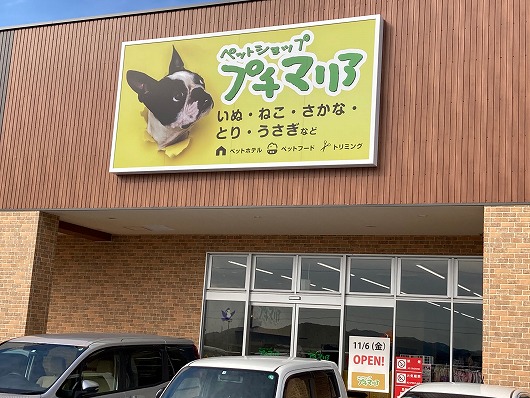 ペットショップ
プチマリア
いぬ・ねこ・さかな・
とり・うさぎなど
ペットホテル ペットフード トリミング
11/6(金)
OPEN!